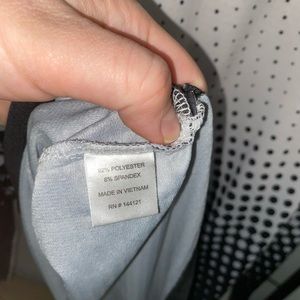 92% POLYESTER
8% SPANDEX
MADE IN VIETNAM
RN # 144121